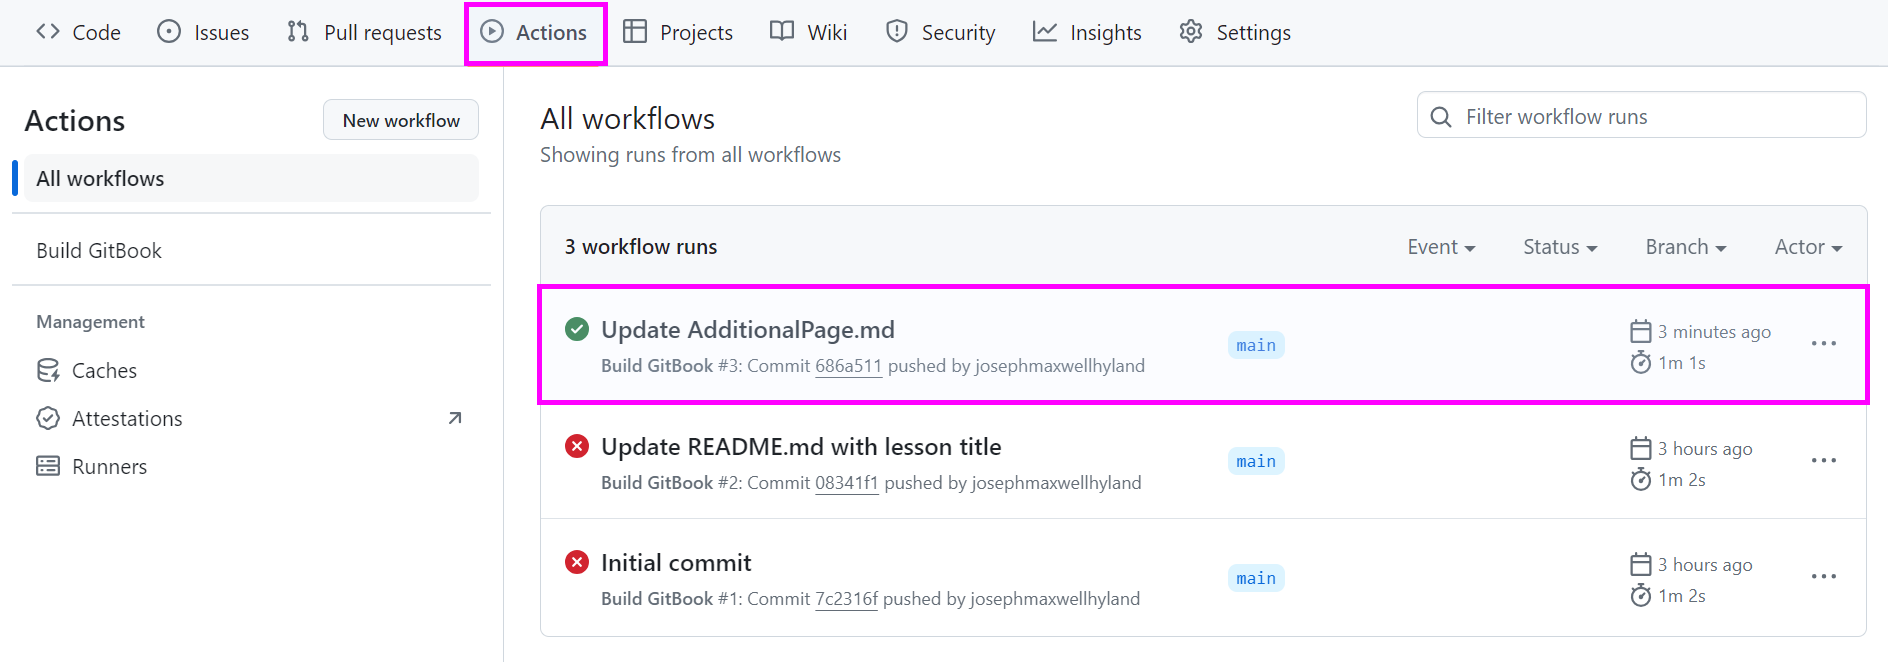 Code Issues Pull requests Actions Projects Wiki Security Insights Settings
Actions
New workflow
All workflows
Build GitBook
Management
Caches
Attestations
Runners
All workflows
Showing runs from all workflows
Filter workflow runs
3 workflow runs Event Status Branch Actor
Update AdditionalPage.md
Build GitBook #3: Commit 686a511 pushed by josephmaxwellhyland
main
3 minutes ago
1m 1s
Update README.md with lesson title
Build GitBook #2: Commit 08341f1 pushed by josephmaxwellhyland
main
3 hours ago
1m 2s
Initial commit
Build GitBook #1: Commit 7c2316f pushed by josephmaxwellhyland
main
3 hours ago
1m 2s